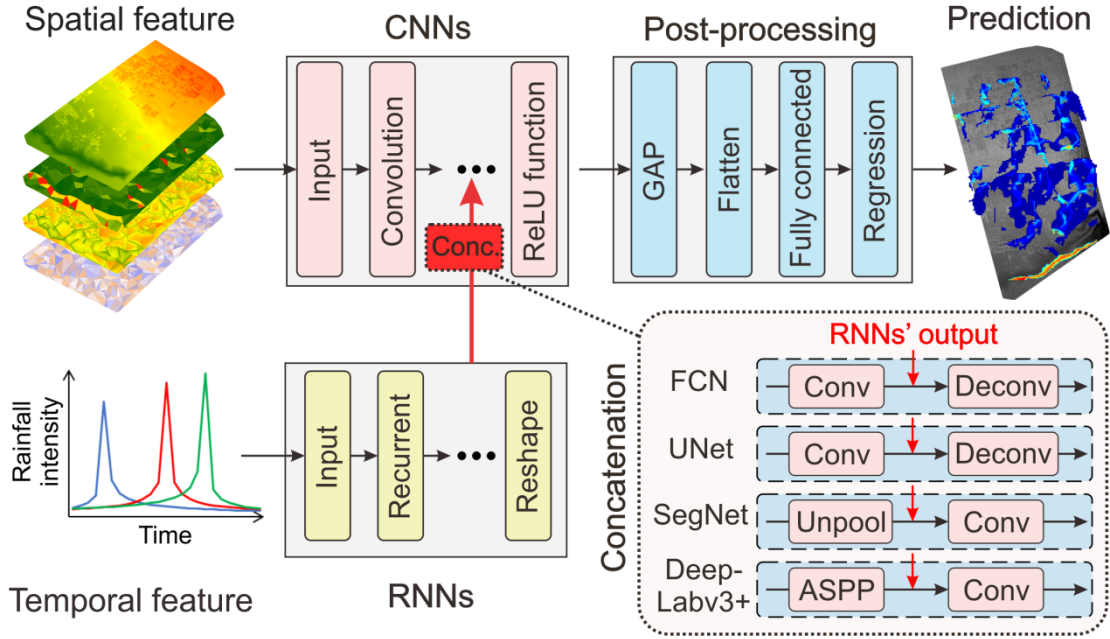 Spatial feature
CNNs
Post-processing
Prediction
Input
Convolution
•••
ReLU function
Conc.
GAP
Flatten
Fully connected
Regression
Rainfall
intensity
Time
Temporal feature
Input
Recurrent
•••
Reshape
RNNs
Concatenation
RNNs' output
FCN
Conv
Deconv
UNet
Conv
Deconv
SegNet
Unpool
Conv
Deep-
Labv3+
ASPP
Conv